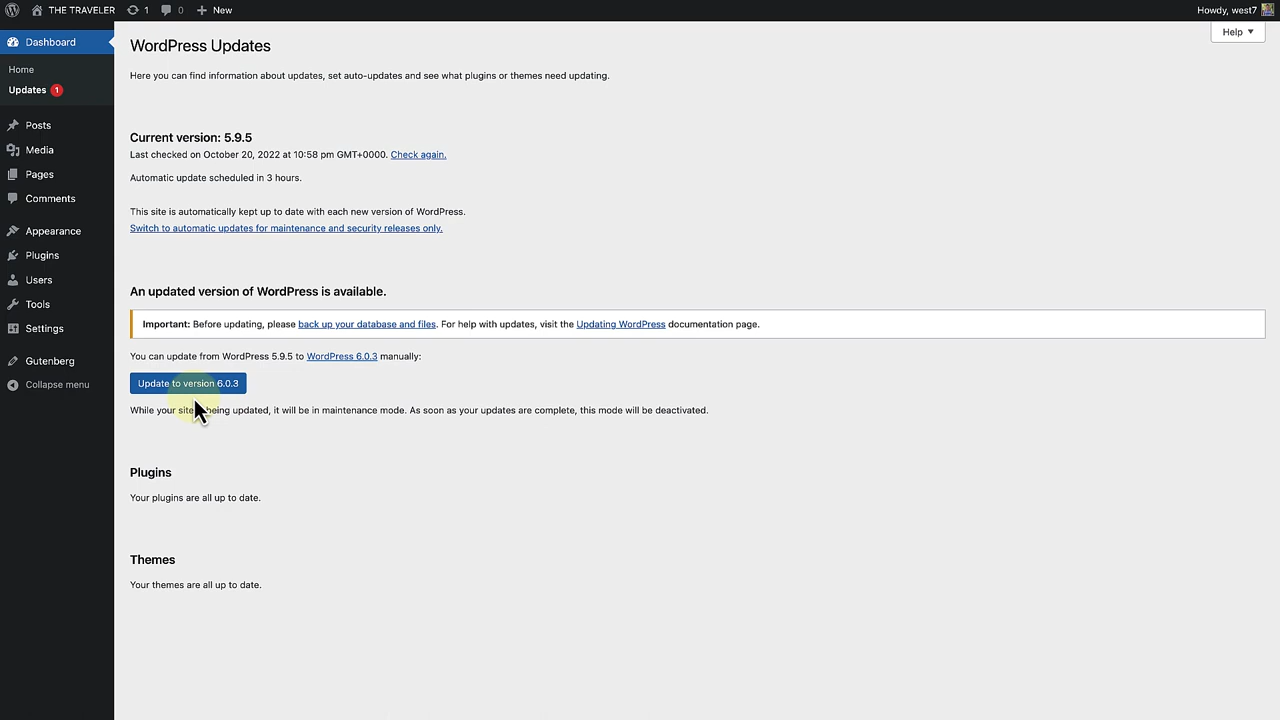 THE TRAVELER 1 0 New Howdy, west7
Dashboard
Home
Updates 1
Posts
Media
Pages
Comments
Appearance
Plugins
Users
Tools
Settings
Gutenberg
Collapse menu
Help
WordPress Updates
Here you can find information about updates, set auto-updates and see what plugins or themes need updating.
Current version: 5.9.5
Last checked on October 20, 2022 at 10:58 pm GMT+0000. Check again.
Automatic update scheduled in 3 hours.
This site is automatically kept up to date with each new version of WordPress.
Switch to automatic updates for maintenance and security releases only.
An updated version of WordPress is available.
Important: Before updating, please back up your database and files. For help with updates, visit the Updating WordPress documentation page.
You can update from WordPress 5.9.5 to WordPress 6.0.3 manually:
Update to version 6.0.3
While your site being updated, it will be in maintenance mode. As soon as your updates are complete, this mode will be deactivated.
Plugins
Your plugins are all up to date.
Themes
Your themes are all up to date.